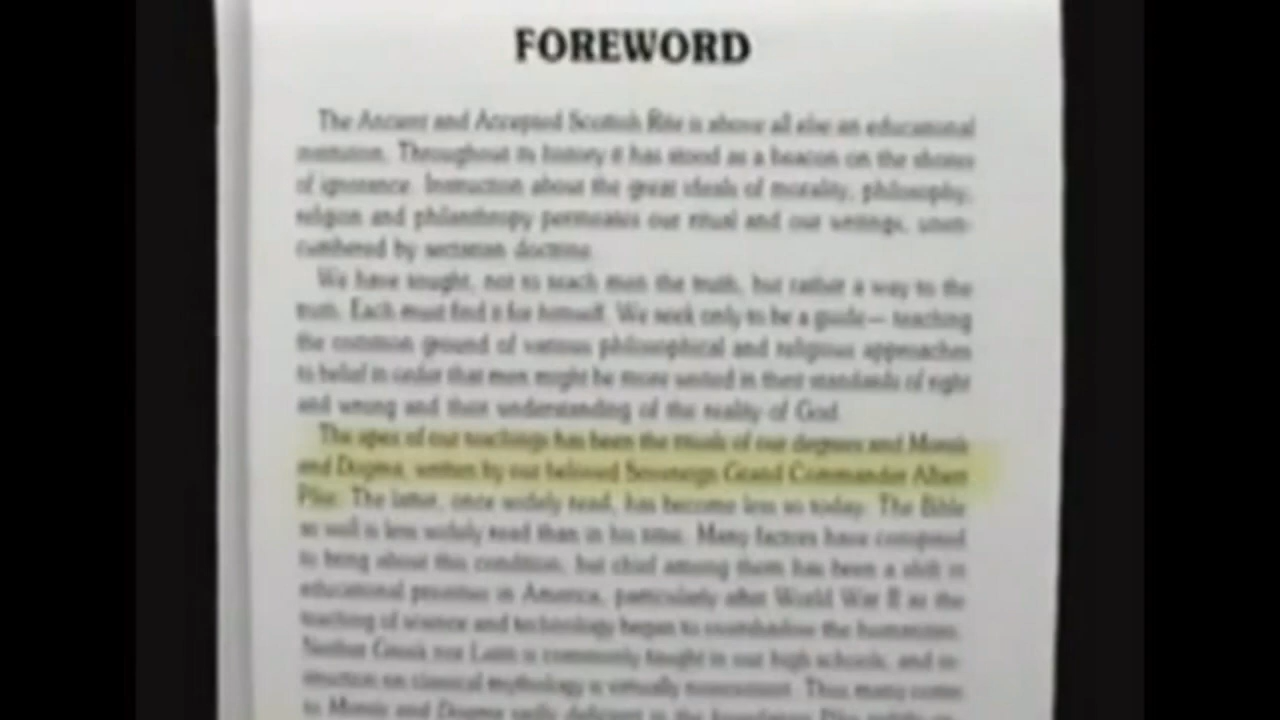 FOREWORD
The Ancient and Accepted Scottish Rite is above all else an educational
institution. Throughout its history it has stood as a beacon on the shores
of ignorance. Instruction about the great ideals of morality, philosophy,
religion and philanthropy permeates our ritual and our writings, unen-
cumbered by sectarian doctrine.
We have sought, not to teach men the truth, but rather a way to the
truth. Each must find it for himself. We seek only to be a guide— teaching
the common ground of various philosophical and religious approaches
to belief in order that men might be more united in their standards of right
and wrong and their understanding of the reality of God.
The apex of our teachings has been the rituals of our degrees and Morals
and Dogma, written by our beloved Sovereign Grand Commander Albert
Pike. The latter, once widely read, has become less so today. The Bible
as well is less widely read than in his time. Many factors have conspired
to bring about this condition, but chief among them has been a shift in
educational priorities in America, particularly after World War II as the
teaching of science and technology began to overshadow the humanities.
Neither Greek nor Latin is commonly taught in our high schools, and in-
struction on classical mythology is virtually nonexistent. Thus many come
to Morals and Dogma sadly deficient in the